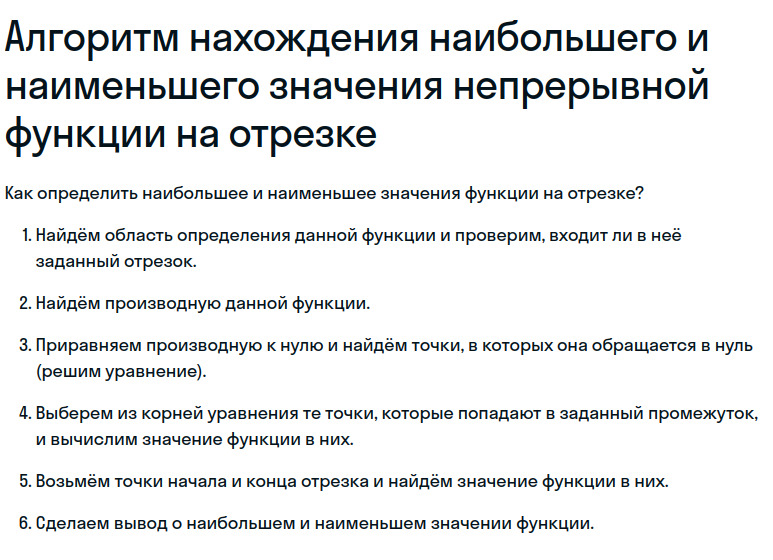 Алгоритм нахождения наибольшего и
наименьшего значения непрерывной
функции на отрезке
Как определить наибольшее и наименьшее значения функции на отрезке?
1. Найдём область определения данной функции и проверим, входит ли в неё
заданный отрезок.
2. Найдём производную данной функции.
3. Приравняем производную к нулю и найдём точки, в которых она обращается в нуль
(решим уравнение).
4. Выберем из корней уравнения те точки, которые попадают в заданный промежуток,
и вычислим значение функции в них.
5. Возьмём точки начала и конца отрезка и найдём значение функции в них.
6. Сделаем вывод о наибольшем и наименьшем значении функции.